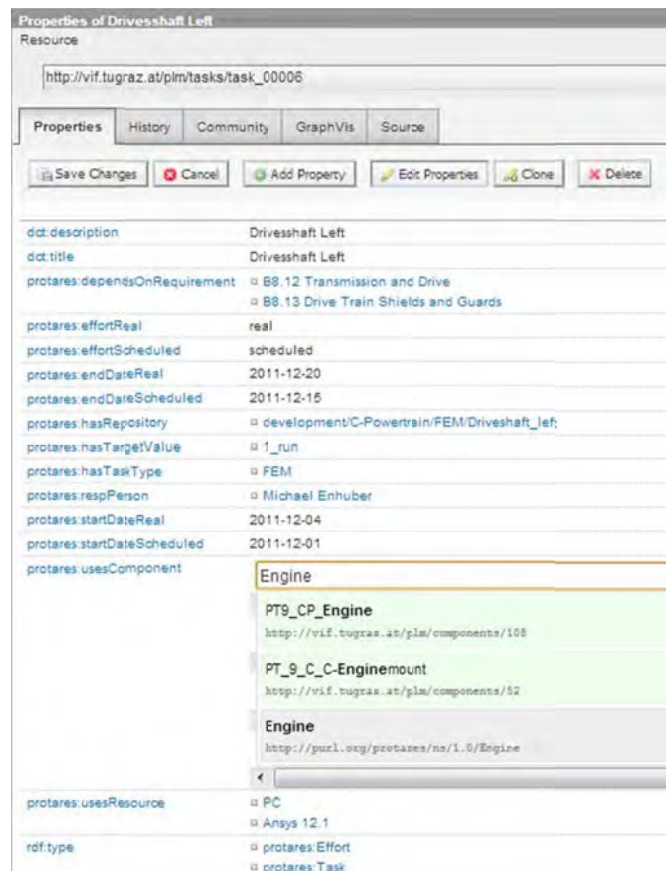 Properties of Drivesshaft Left
Resource
http://vif.tugraz.at/plm/tasks/task_00006
Properties History Community GraphVis Source
Save Changes Cancel Add Property Edit Properties Clone Delete
dct:description Drivesshaft Left
dct:title Drivesshaft Left
protares:dependsOnRequirement B8.12 Transmission and Drive
B8.13 Drive Train Shields and Guards
protares:effortReal real
protares:effortScheduled scheduled
protares:endDateReal 2011-12-20
protares:endDateScheduled 2011-12-15
protares:hasRepository development/C-Powertrain/FEM/Driveshaft_left
protares:hasTargetValue 1_run
protares:hasTaskType FEM
protares:respPerson Michael Enhuber
protares:startDateReal 2011-12-04
protares:startDateScheduled 2011-12-01
protares:usesComponent Engine
PT9_CP_Engine
http://vif.tugraz.at/plm/components/108
PT_9_C_C-Enginemount
http://vif.tugraz.at/plm/components/52
Engine
http://purl.org/protares/ns/1.0/Engine
protares:usesResource PC
Ansys 12.1
rdf:type protares:Effort
protares:Task